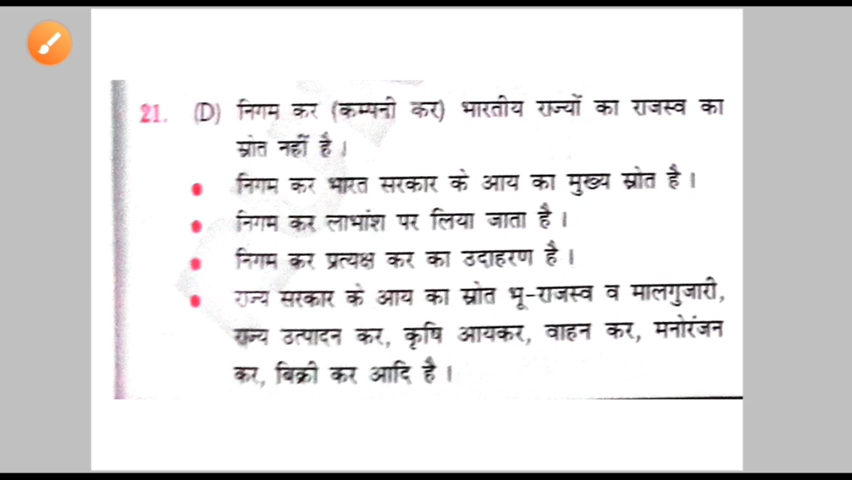 21. (D) निगम कर (कम्पनी कर) भारतीय राज्यों का राजस्व का
स्रोत नहीं है ।
• निगम कर भारत सरकार के आय का मुख्य स्रोत है ।
• निगम कर लाभांश पर लिया जाता है ।
• निगम कर प्रत्यक्ष कर का उदाहरण है ।
• राज्य सरकार के आय का स्रोत भू-राजस्व व मालगुजारी,
राज्य उत्पादन कर, कृषि आयकर, वाहन कर, मनोरंजन
कर, बिक्री कर आदि है ।